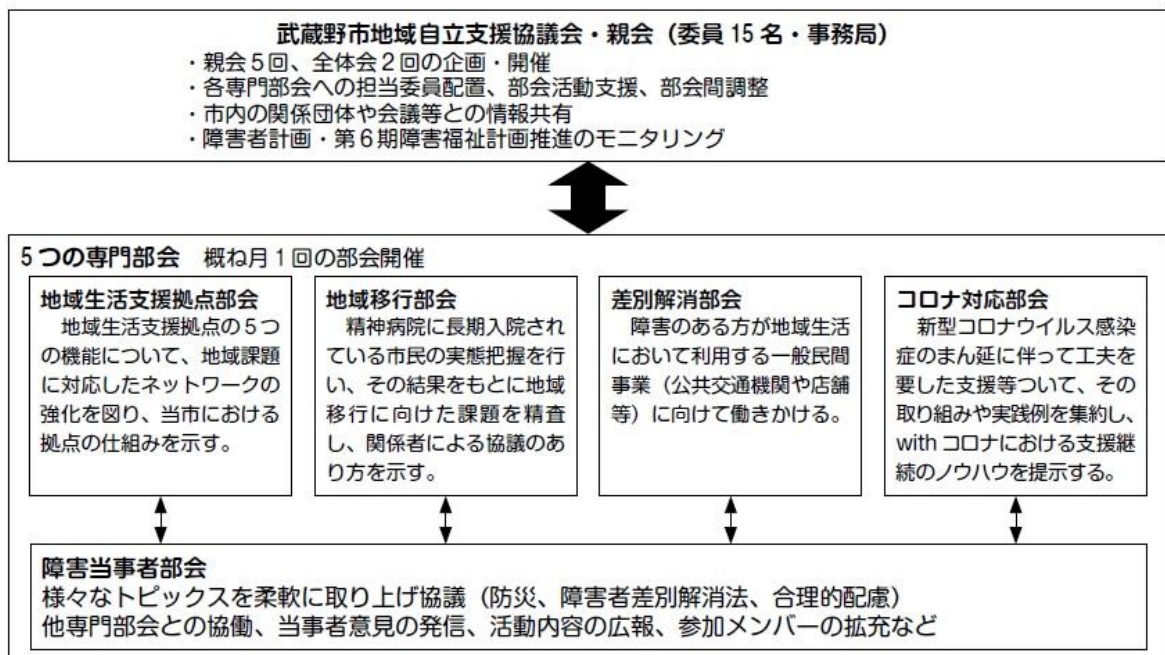 武蔵野市地域自立支援協議会・親会（委員 15 名・事務局）
・親会５回、全体会２回の企画・開催
・各専門部会への担当委員配置、部会活動支援、部会間調整
・市内の関係団体や会議等との情報共有
・障害者計画・第６期障害福祉計画推進のモニタリング
５つの専門部会　概ね月１回の部会開催
地域生活支援拠点部会
地域生活支援拠点の５つ
の機能について、地域課題
に対応したネットワークの
強化を図り、当市における
拠点の仕組みを示す。
地域移行部会
精神病院に長期入院され
ている市民の実態把握を行
い、その結果をもとに地域
移行に向けた課題を精査
し、関係者による協議のあ
り方を示す。
差別解消部会
障害のある方が地域生活
において利用する一般民間
事業（公共交通機関や店舗
等）に向けて働きかける。
コロナ対応部会
新型コロナウイルス感染
症のまん延に伴って工夫を
要した支援等ついて、その
取り組みや実践例を集約し、
with コロナにおける支援継
続のノウハウを提示する。
障害当事者部会
様々なトピックスを柔軟に取り上げ協議（防災、障害者差別解消法、合理的配慮）
他専門部会との協働、当事者意見の発信、活動内容の広報、参加メンバーの拡充など